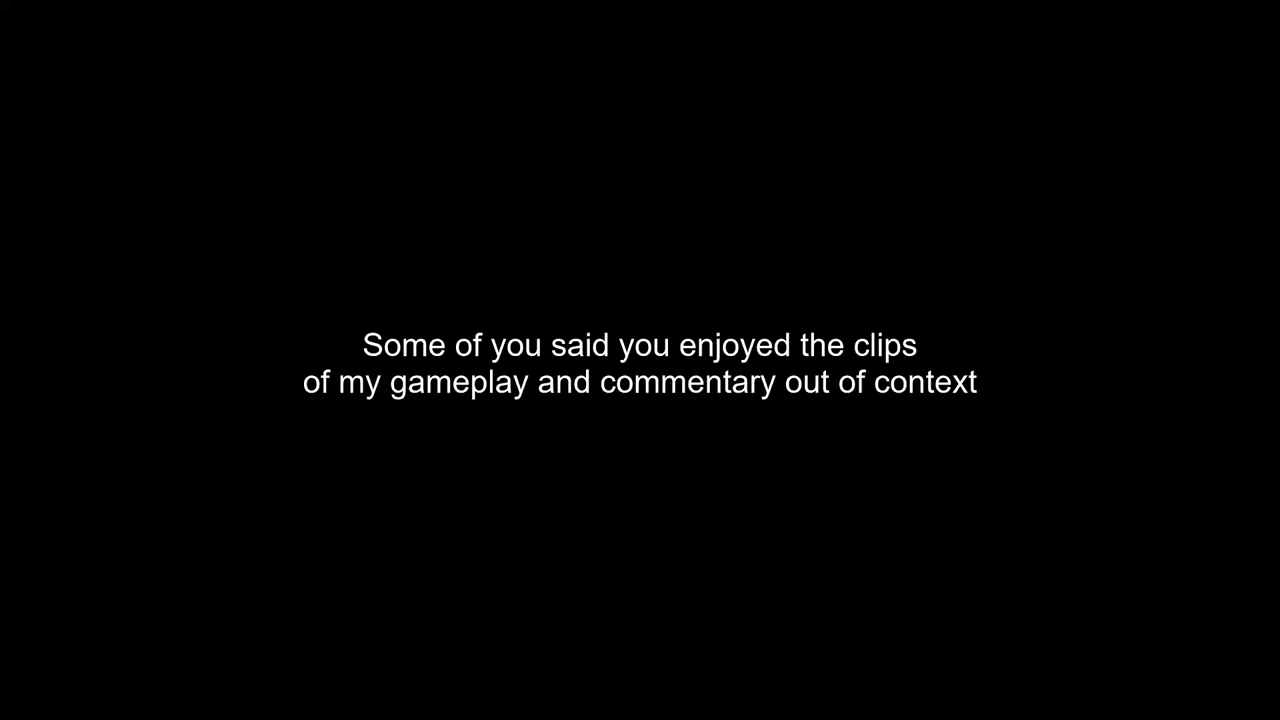 Some of you said you enjoyed the clips
of my gameplay and commentary out of context